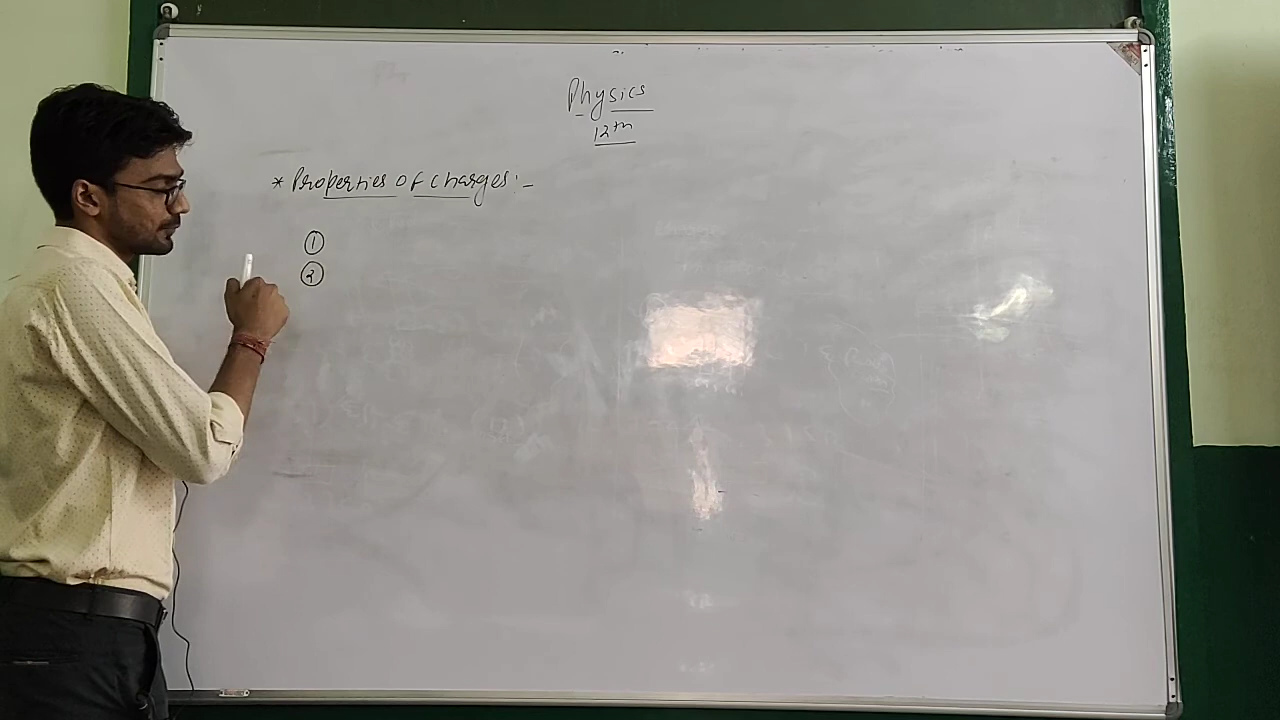 Physics
12th
* Properties of charges:-
①
②